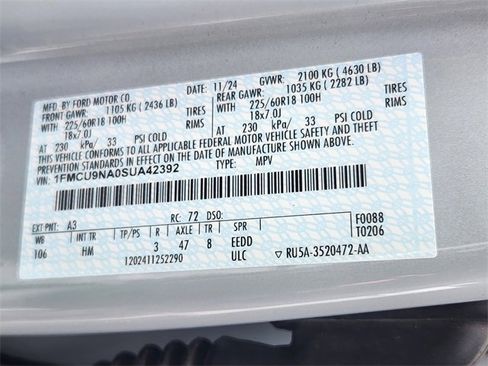 MFD. BY FORD MOTOR CO. 11/24 GVWR: 2100 KG ( 4630 LB)
FRONT GAWR: 1105 KG ( 2436 LB) REAR GAWR: 1035 KG ( 2282 LB)
WITH 225/60R18 100H TIRES WITH 225/60R18 100H TIRES
18x7.0J RIMS 18x7.0J RIMS
AT 230 kPa/ 33 PSI COLD AT 230 kPa/ 33 PSI COLD
THIS VEHICLE CONFORMS TO ALL APPLICABLE FEDERAL MOTOR VEHICLE SAFETY AND THEFT PREVENTION STANDARDS IN EFFECT ON THE DATE OF MANUFACTURE SHOWN ABOVE.
VIN: 1FMCU9NA0SUA42392 TYPE: MPV
EXT PNT: A3 RC: 72 DSO: F0088
WB INT TR TP/PS R AX TR SPR T0206
106 HM 3 47 8 EEDD
1202411252290 ULC RU5A-3520472-AA